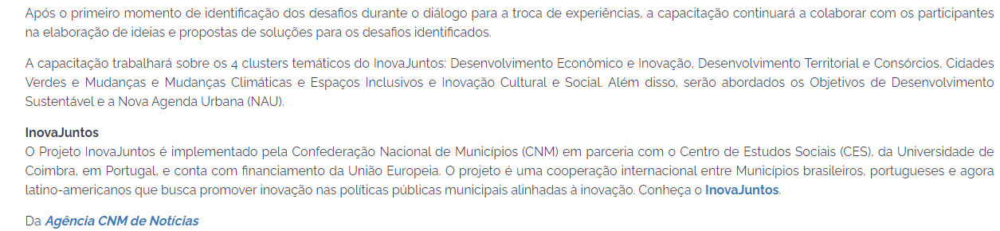 Após o primeiro momento de identificação dos desafios durante o diálogo para a troca de experiências, a capacitação continuará a colaborar com os participantes
na elaboração de ideias e propostas de soluções para os desafios identificados.
A capacitação trabalhará sobre os 4 clusters temáticos do InovaJuntos: Desenvolvimento Econômico e Inovação, Desenvolvimento Territorial e Consórcios, Cidades
Verdes e Mudanças e Mudanças Climáticas e Espaços Inclusivos e Inovação Cultural e Social. Além disso, serão abordados os Objetivos de Desenvolvimento
Sustentável e a Nova Agenda Urbana (NAU).
InovaJuntos
O Projeto InovaJuntos é implementado pela Confederação Nacional de Municípios (CNM) em parceria com o Centro de Estudos Sociais (CES), da Universidade de
Coimbra, em Portugal, e conta com financiamento da União Europeia. O projeto é uma cooperação internacional entre Municípios brasileiros, portugueses e agora
latino-americanos que busca promover inovação nas políticas públicas municipais alinhadas à inovação. Conheça o InovaJuntos.
Da Agência CNM de Notícias